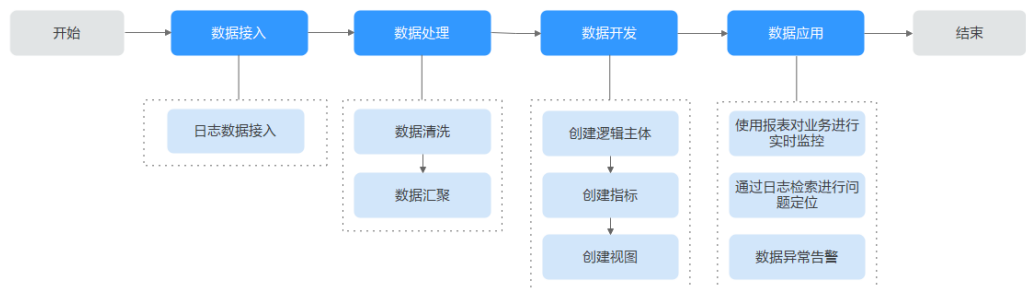 开始
数据接入
数据处理
数据开发
数据应用
结束
日志数据接入
数据清洗
数据汇聚
创建逻辑主体
创建指标
创建视图
使用报表对业务进行
实时监控
通过日志检索进行问
题定位
数据异常告警